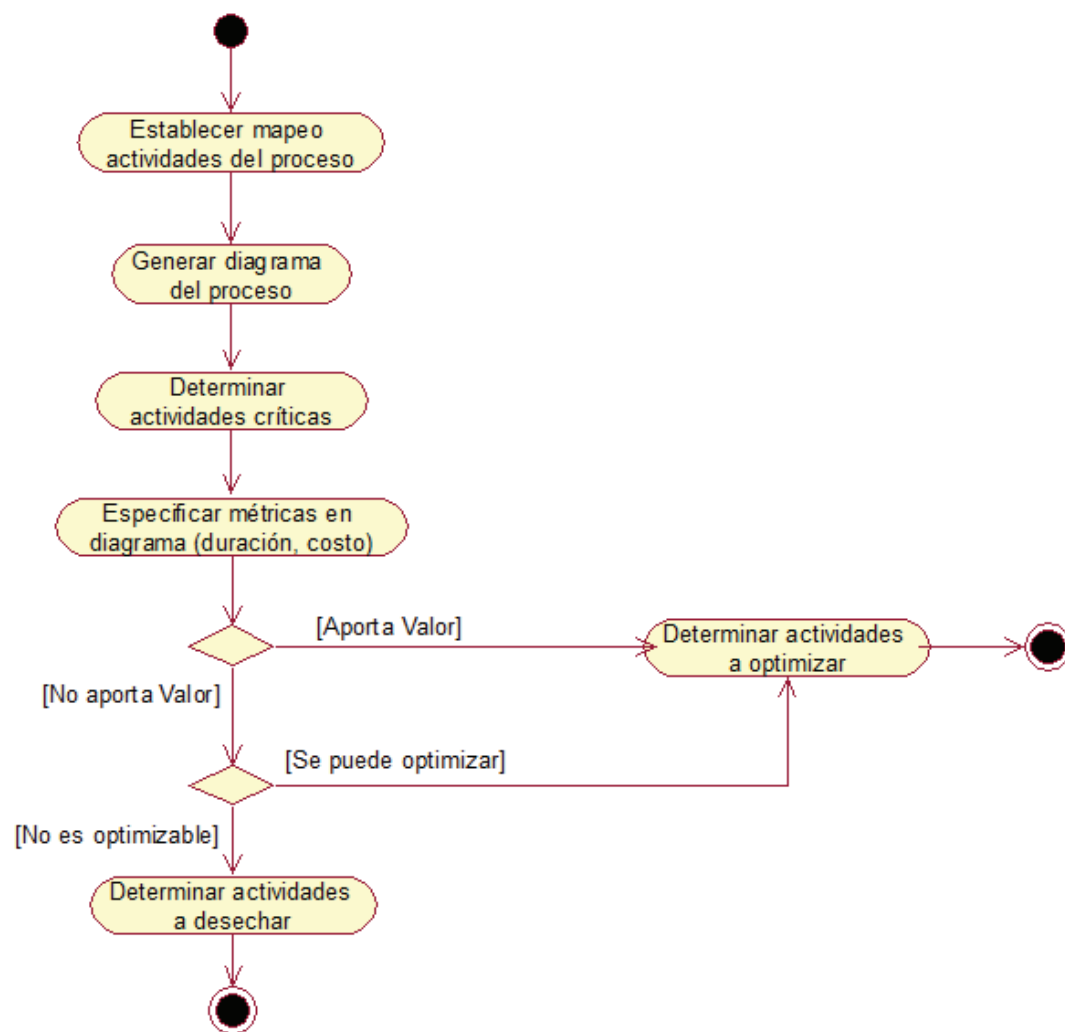 Establecer mapeo
actividades del proceso
Generar diagrama
del proceso
Determinar
actividades críticas
Especificar métricas en
diagrama (duración, costo)
[Aporta Valor]
Determinar actividades
a optimizar
[No aporta Valor]
[Se puede optimizar]
[No es optimizable]
Determinar actividades
a desechar